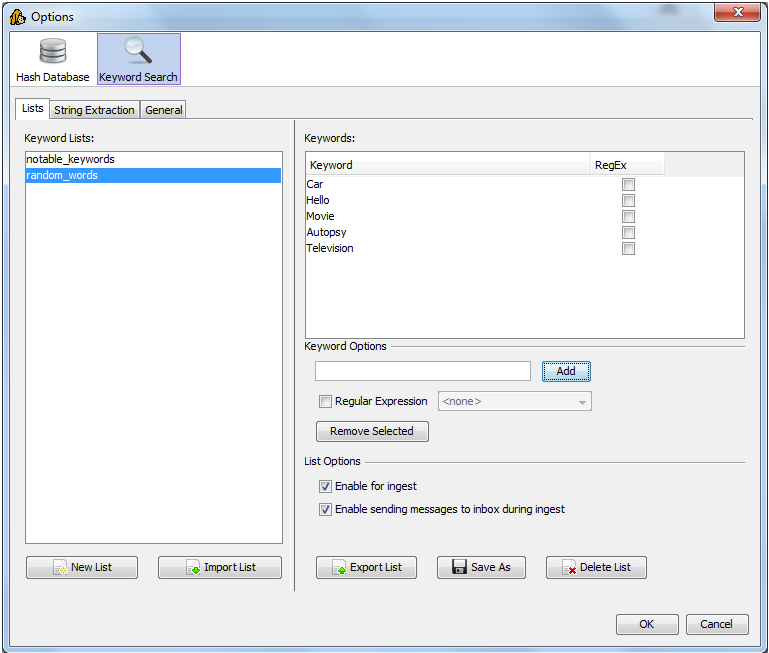 Options
Hash Database Keyword Search
Lists String Extraction General
Keyword Lists:
notable_keywords
random_words
New List Import List
Keywords:
Keyword RegEx
Car
Hello
Movie
Autopsy
Television
Keyword Options
Add
Regular Expression <none>
Remove Selected
List Options
Enable for ingest
Enable sending messages to inbox during ingest
Export List Save As Delete List
OK Cancel